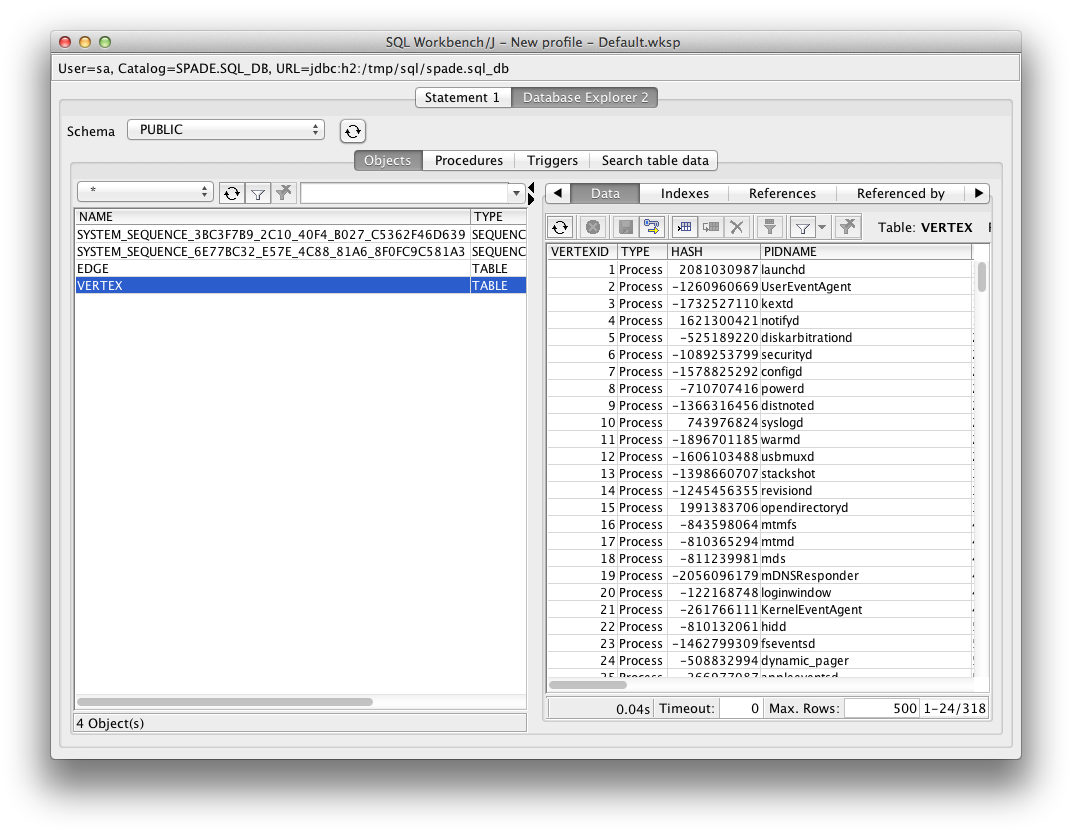 SQL Workbench/J - New profile - Default.wksp
User=sa, Catalog=SPADE.SQL_DB, URL=jdbc:h2:/tmp/sql/spade.sql_db
Statement 1 Database Explorer 2
Schema PUBLIC
Objects Procedures Triggers Search table data
*
NAME TYPE
SYSTEM_SEQUENCE_3BC3F7B9_2C10_40F4_B027_C5362F46D639 SEQUENC
SYSTEM_SEQUENCE_6E77BC32_E57E_4C88_81A6_8F0FC9C581A3 SEQUENC
EDGE TABLE
VERTEX TABLE
4 Object(s)
Data Indexes References Referenced by
Table: VERTEX
VERTEXID TYPE HASH PIDNAME
1 Process 2081030987 launchd
2 Process -1260960669 UserEventAgent
3 Process -1732527110 kextd
4 Process 1621300421 notifyd
5 Process -525189220 diskarbitrationd
6 Process -1089253799 securityd
7 Process -1578825292 configd
8 Process -710707416 powerd
9 Process -1366316456 distnoted
10 Process 743976824 syslogd
11 Process -1896701185 warmd
12 Process -1606103488 usbmuxd
13 Process -1398660707 stackshot
14 Process -1245456355 revisiond
15 Process 1991383706 opendirectoryd
16 Process -843598064 mtmfs
17 Process -810365294 mtmd
18 Process -811239981 mds
19 Process -2056096179 mDNSResponder
20 Process -122168748 loginwindow
21 Process -261766111 KernelEventAgent
22 Process -810132061 hidd
23 Process -1462799309 fseventsd
24 Process -508832994 dynamic_pager
0.04s Timeout: 0 Max. Rows: 500 1-24/318